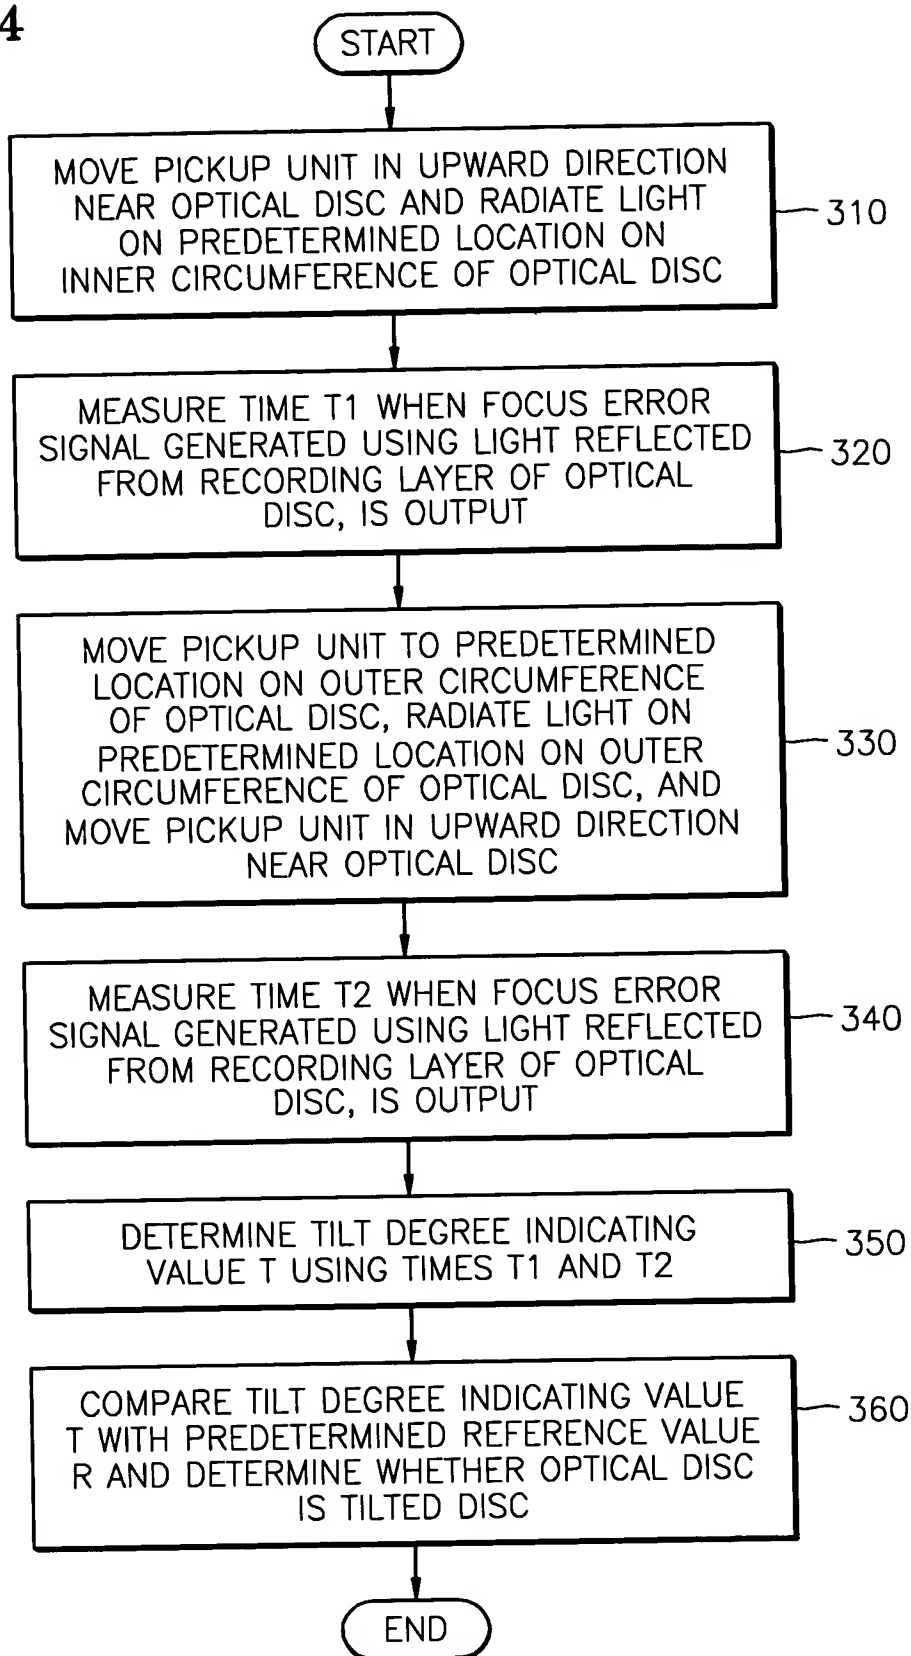 4
START
MOVE PICKUP UNIT IN UPWARD DIRECTION
NEAR OPTICAL DISC AND RADIATE LIGHT
ON PREDETERMINED LOCATION ON
INNER CIRCUMFERENCE OF OPTICAL DISC
310
MEASURE TIME T1 WHEN FOCUS ERROR
SIGNAL GENERATED USING LIGHT REFLECTED
FROM RECORDING LAYER OF OPTICAL
DISC, IS OUTPUT
320
MOVE PICKUP UNIT TO PREDETERMINED
LOCATION ON OUTER CIRCUMFERENCE
OF OPTICAL DISC, RADIATE LIGHT ON
PREDETERMINED LOCATION ON OUTER
CIRCUMFERENCE OF OPTICAL DISC, AND
MOVE PICKUP UNIT IN UPWARD DIRECTION
NEAR OPTICAL DISC
330
MEASURE TIME T2 WHEN FOCUS ERROR
SIGNAL GENERATED USING LIGHT REFLECTED
FROM RECORDING LAYER OF OPTICAL
DISC, IS OUTPUT
340
DETERMINE TILT DEGREE INDICATING
VALUE T USING TIMES T1 AND T2
350
COMPARE TILT DEGREE INDICATING VALUE
T WITH PREDETERMINED REFERENCE VALUE
R AND DETERMINE WHETHER OPTICAL DISC
IS TILTED DISC
360
END